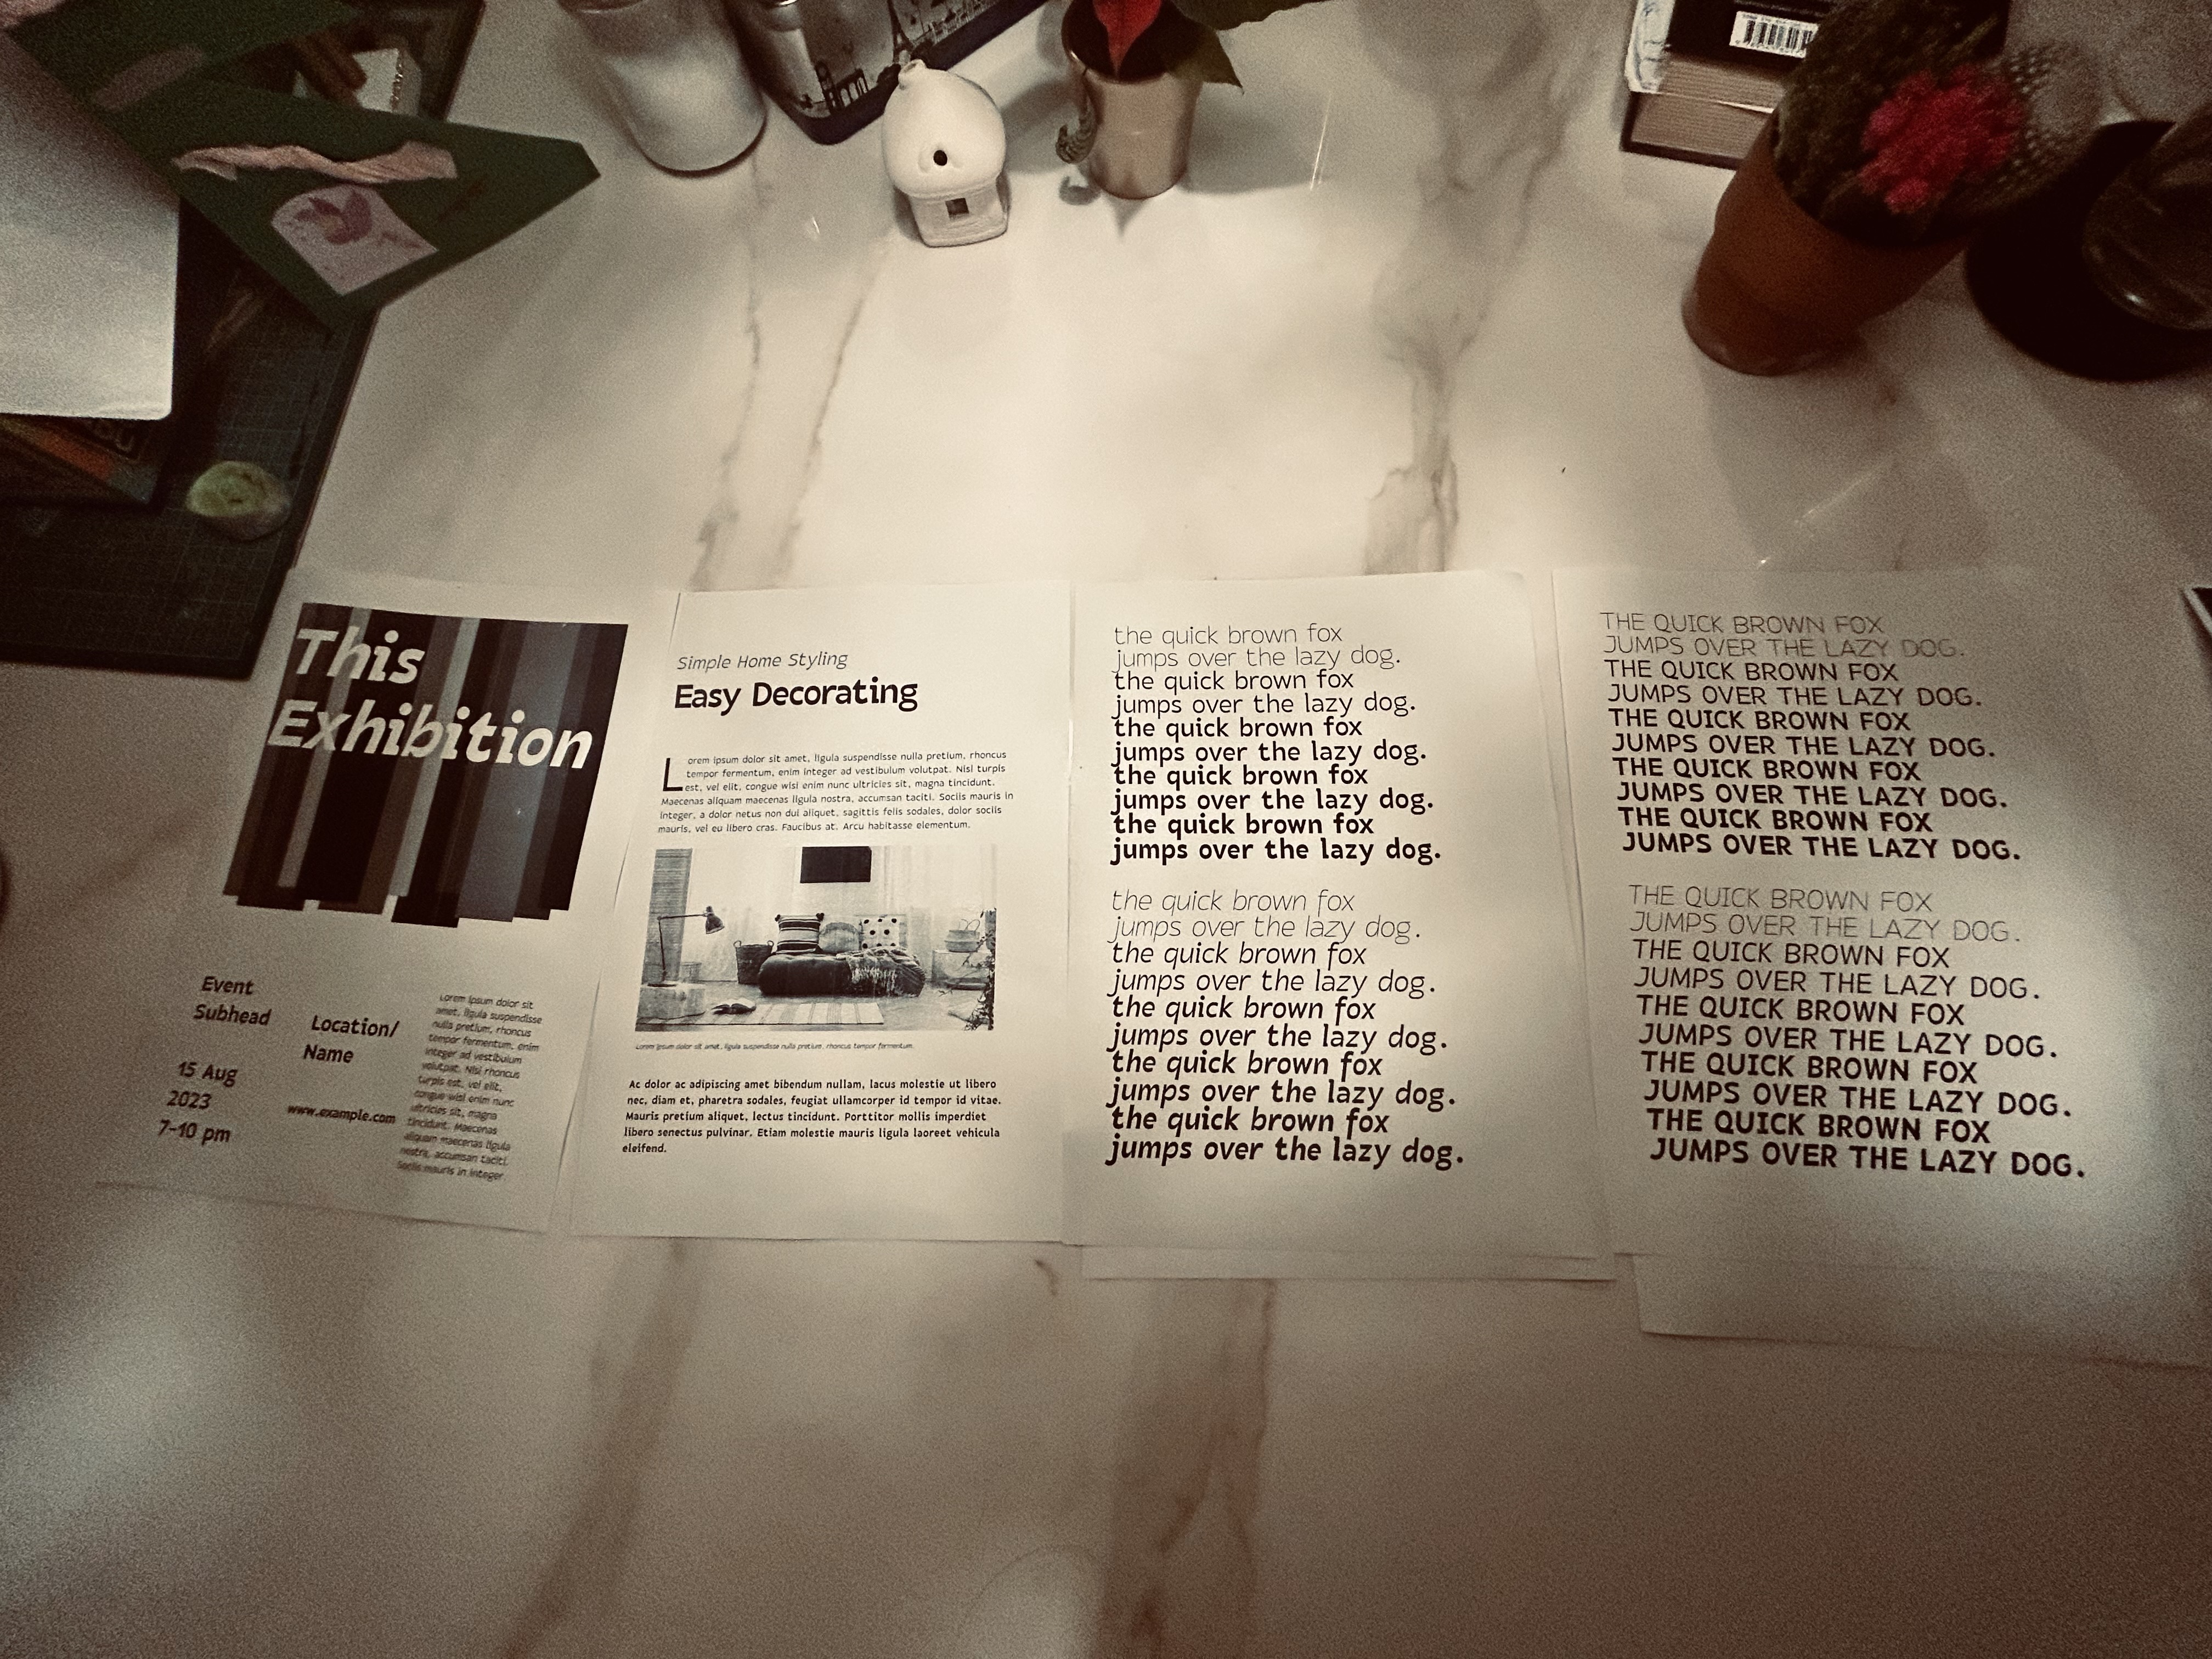 This
Exhibition
Event
Subhead
15 Aug
2023
7-10 pm
Location/
Name
www.example.com
Lorem ipsum dolor sit
amet, ligula suspendisse
nulla pretium, rhoncus
tempor fermentum, enim
integer ad vestibulum
volutpat. Nisl rhoncus
turpis est, vel elit,
congue wisi enim nunc
ultricies sit, magna
tincidunt. Maecenas
aliquam maecenas ligula
nostra, accumsan taciti.
Sociis mauris in integer
Simple Home Styling
Easy Decorating
Lorem ipsum dolor sit amet, ligula suspendisse nulla pretium, rhoncus
tempor fermentum, enim integer ad vestibulum volutpat. Nisl turpis
est, vel elit, congue wisi enim nunc ultricies sit, magna tincidunt.
Maecenas aliquam maecenas ligula nostra, accumsan taciti. Sociis mauris in
integer, a dolor netus non dui aliquet, sagittis felis sodales, dolor sociis
mauris, vel eu libero cras. Faucibus at. Arcu habitasse elementum.
Lorem ipsum dolor sit amet, ligula suspendisse nulla pretium, rhoncus tempor fermentum.
Ac dolor ac adipiscing amet bibendum nullam, lacus molestie ut libero
nec, diam et, pharetra sodales, feugiat ullamcorper id tempor id vitae.
Mauris pretium aliquet, lectus tincidunt. Porttitor mollis imperdiet
libero senectus pulvinar. Etiam molestie mauris ligula laoreet vehicula
eleifend.
the quick brown fox
jumps over the lazy dog.
the quick brown fox
jumps over the lazy dog.
the quick brown fox
jumps over the lazy dog.
the quick brown fox
jumps over the lazy dog.
the quick brown fox
jumps over the lazy dog.
the quick brown fox
jumps over the lazy dog.
the quick brown fox
jumps over the lazy dog.
the quick brown fox
jumps over the lazy dog.
the quick brown fox
jumps over the lazy dog.
the quick brown fox
jumps over the lazy dog.
THE QUICK BROWN FOX
JUMPS OVER THE LAZY DOG.
THE QUICK BROWN FOX
JUMPS OVER THE LAZY DOG.
THE QUICK BROWN FOX
JUMPS OVER THE LAZY DOG.
THE QUICK BROWN FOX
JUMPS OVER THE LAZY DOG.
THE QUICK BROWN FOX
JUMPS OVER THE LAZY DOG.
THE QUICK BROWN FOX
JUMPS OVER THE LAZY DOG.
THE QUICK BROWN FOX
JUMPS OVER THE LAZY DOG.
THE QUICK BROWN FOX
JUMPS OVER THE LAZY DOG.
THE QUICK BROWN FOX
JUMPS OVER THE LAZY DOG.
THE QUICK BROWN FOX
JUMPS OVER THE LAZY DOG.